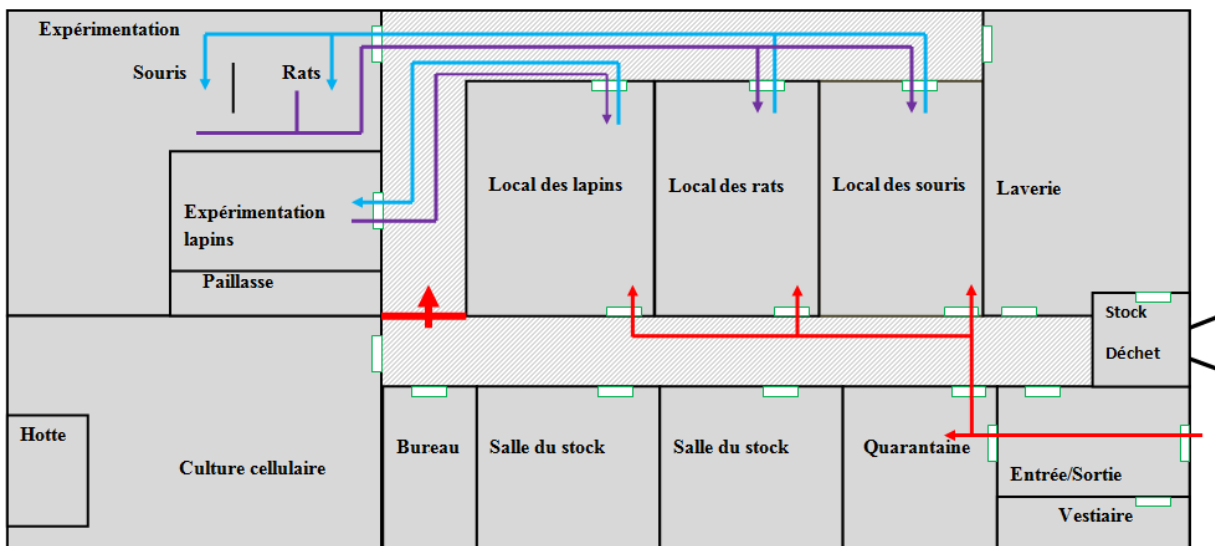 Expérimentation
Souris
Rats
Local des lapins
Local des rats
Local des souris
Laverie
Expérimentation
lapins
Paillasse
Stock
Déchet
Hotte
Culture cellulaire
Bureau
Salle du stock
Salle du stock
Quarantaine
Entrée/Sortie
Vestiaire